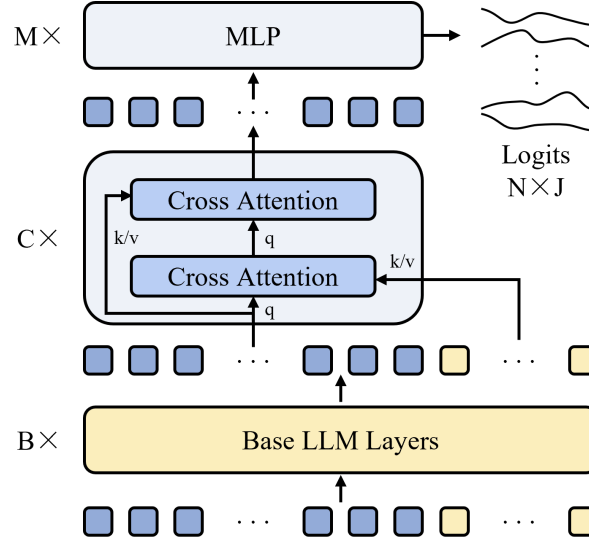 M×
MLP
· · ·
Logits
N×J
C×
Cross Attention
k/v
q
k/v
Cross Attention
q
· · ·
· · ·
B×
Base LLM Layers
· · ·
· · ·